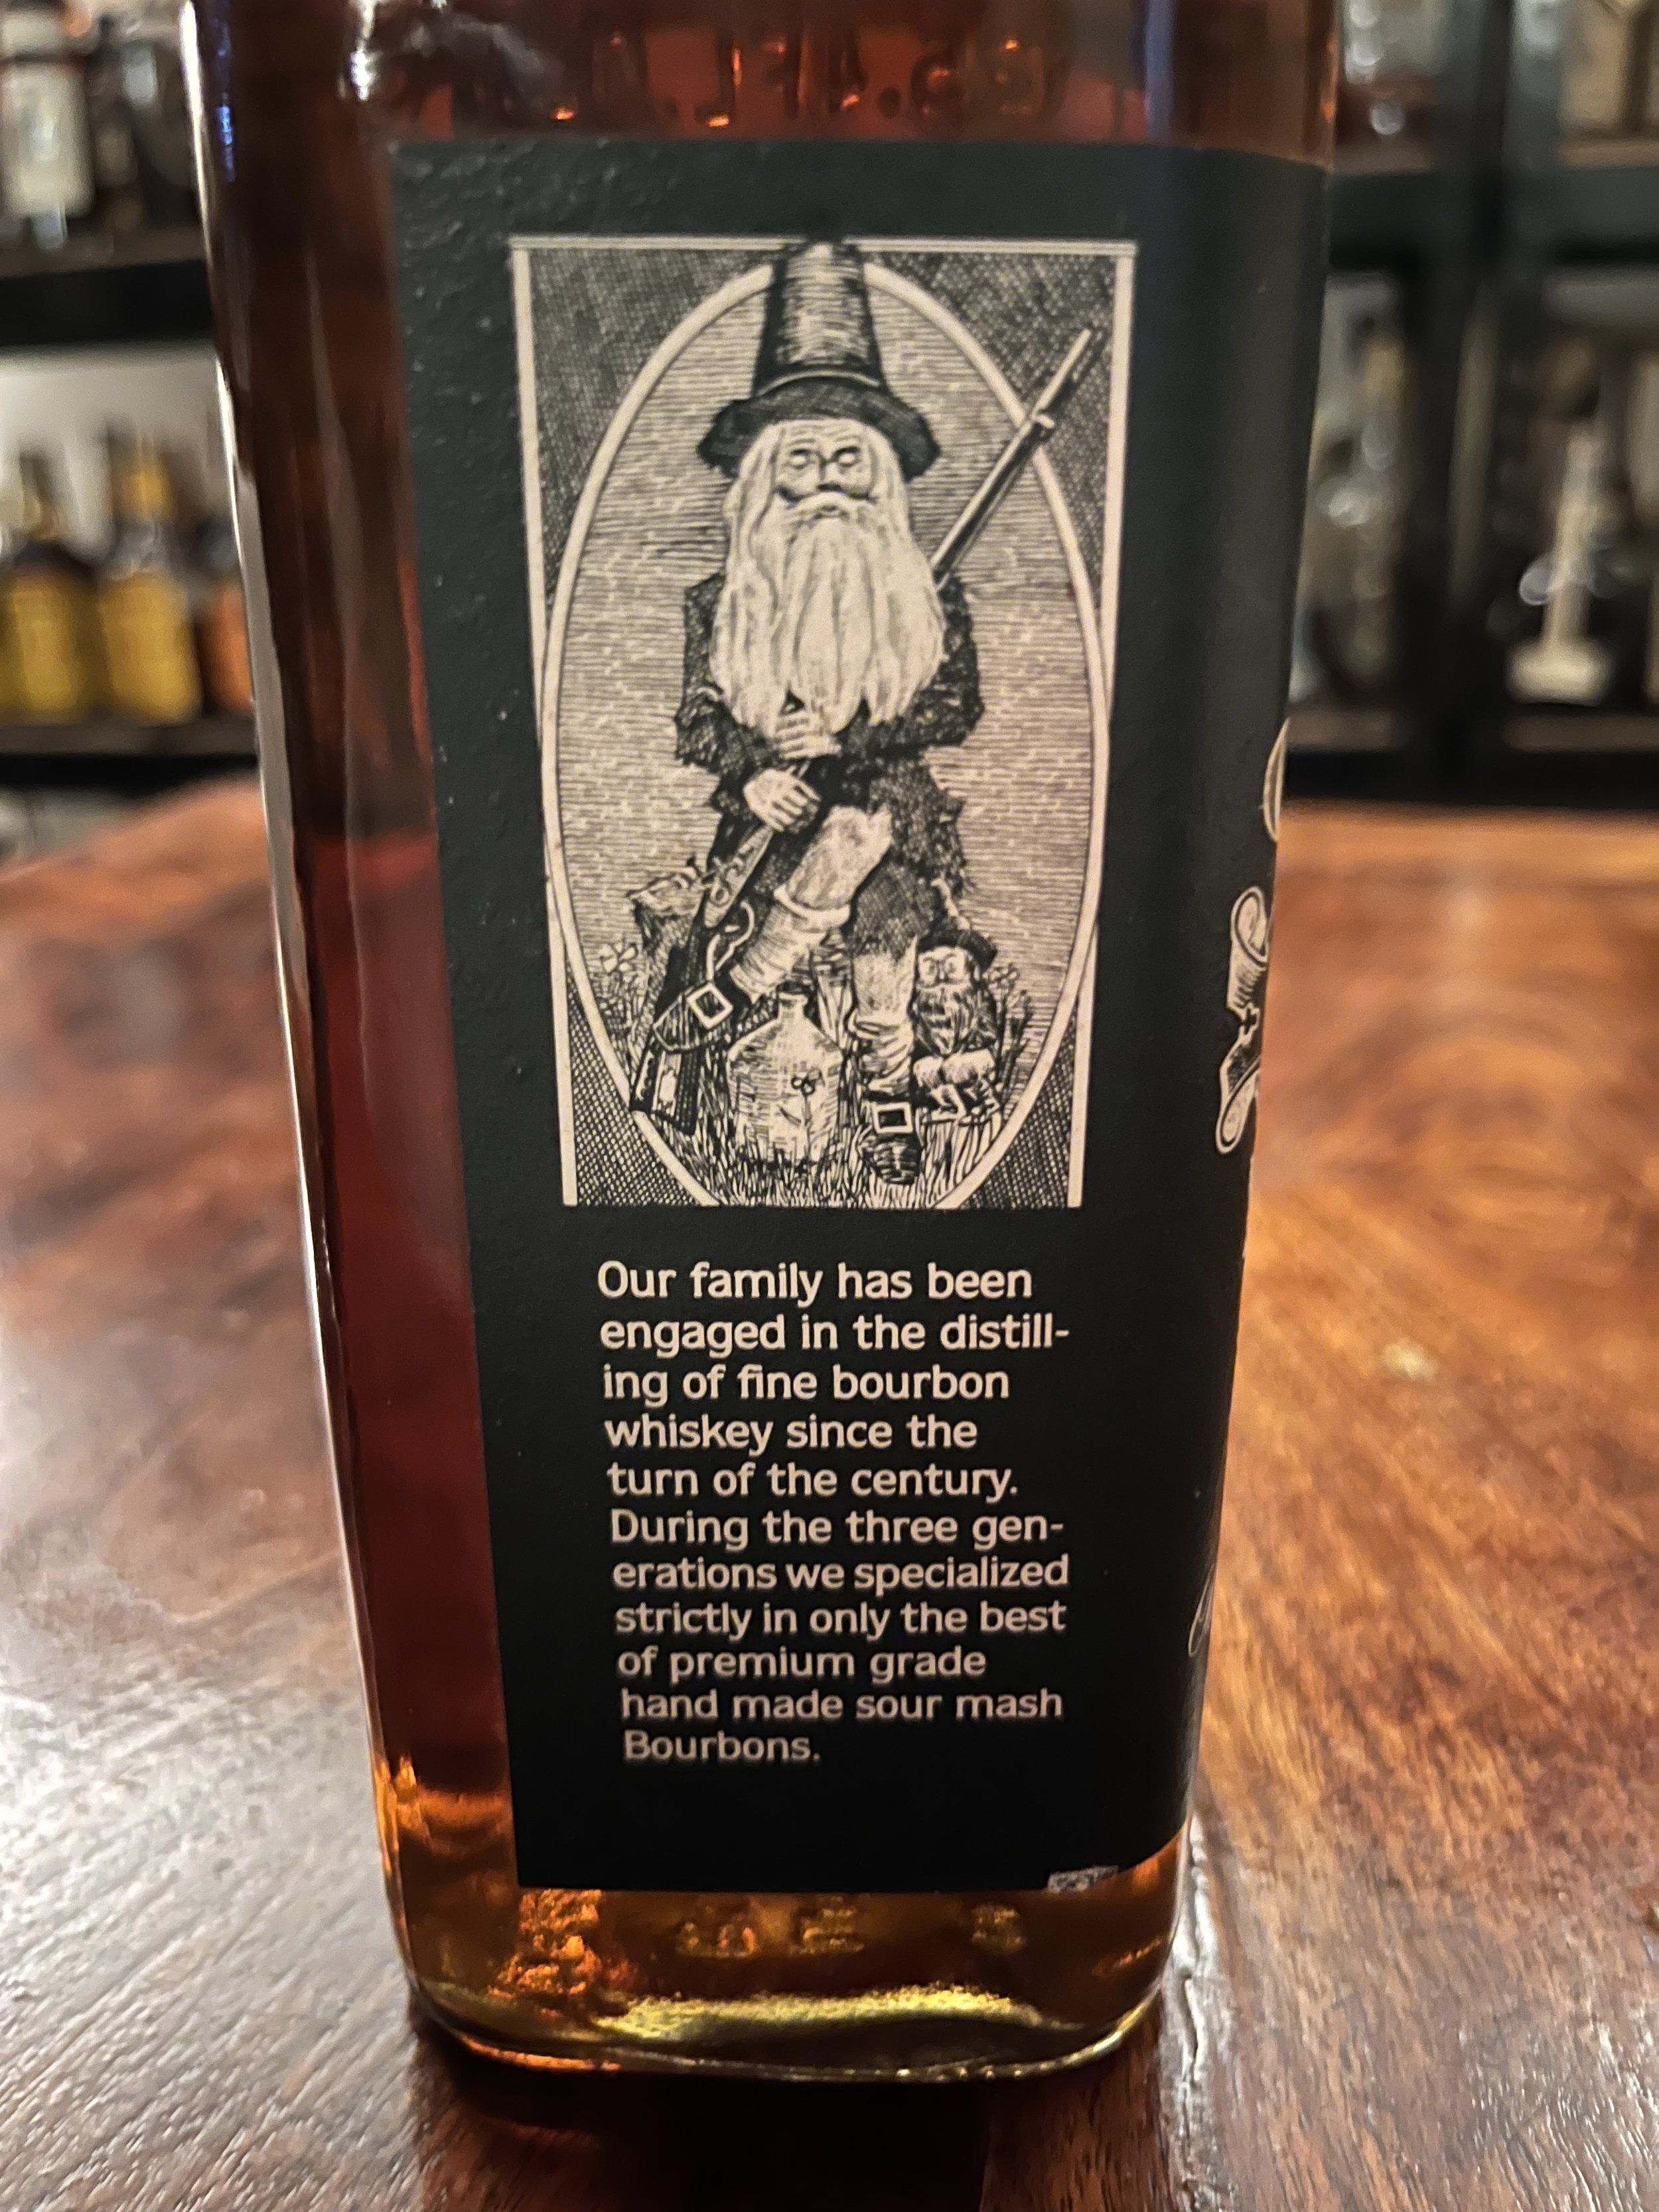 Our family has been
engaged in the distill-
ing of fine bourbon
whiskey since the
turn of the century.
During the three gen-
erations we specialized
strictly in only the best
of premium grade
hand made sour mash
Bourbons.